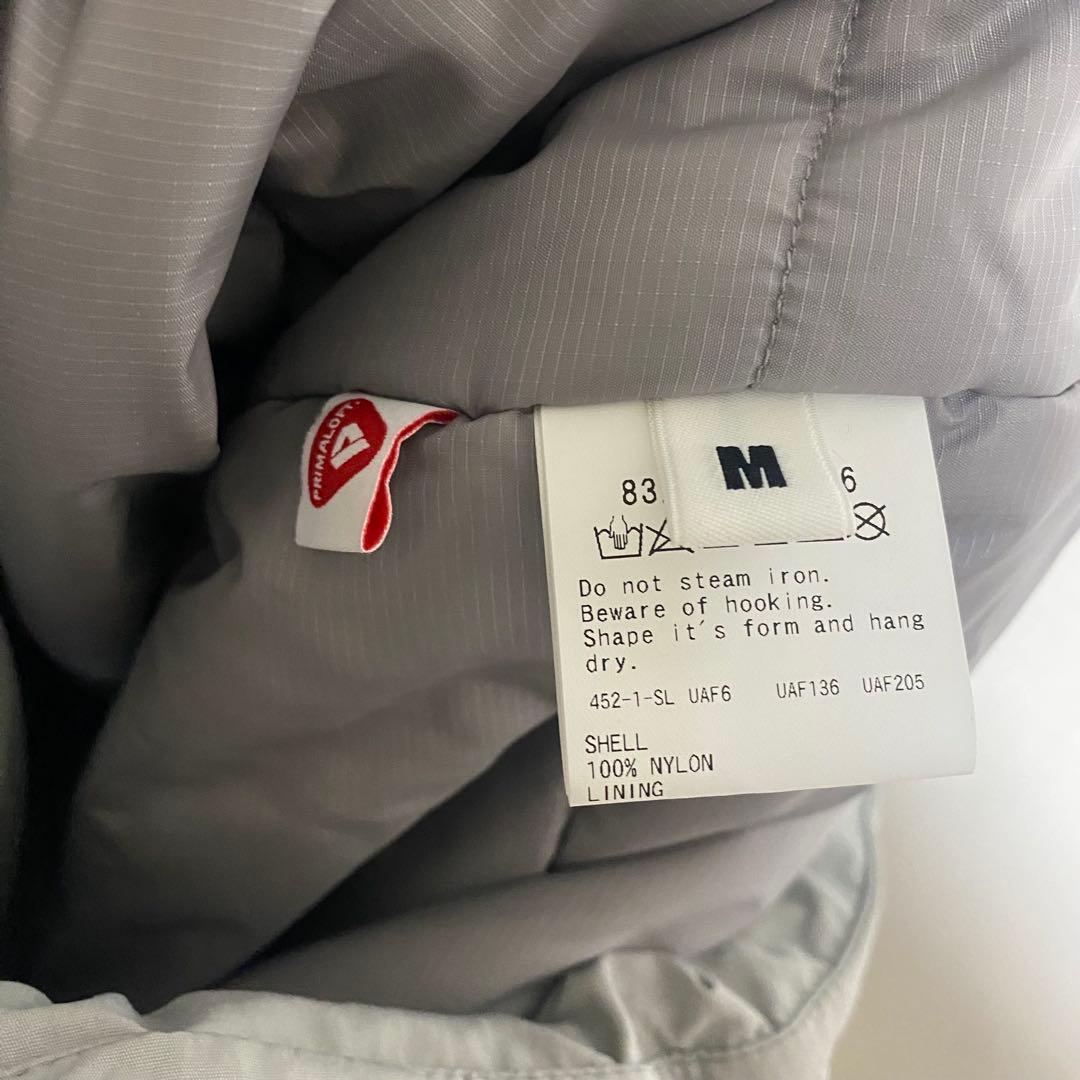 PRIMALOFT
M
83 6
Do not steam iron.
Beware of hooking.
Shape it's form and hang
dry.
452-1-SL UAF6 UAF136 UAF205
SHELL
100% NYLON
LINING